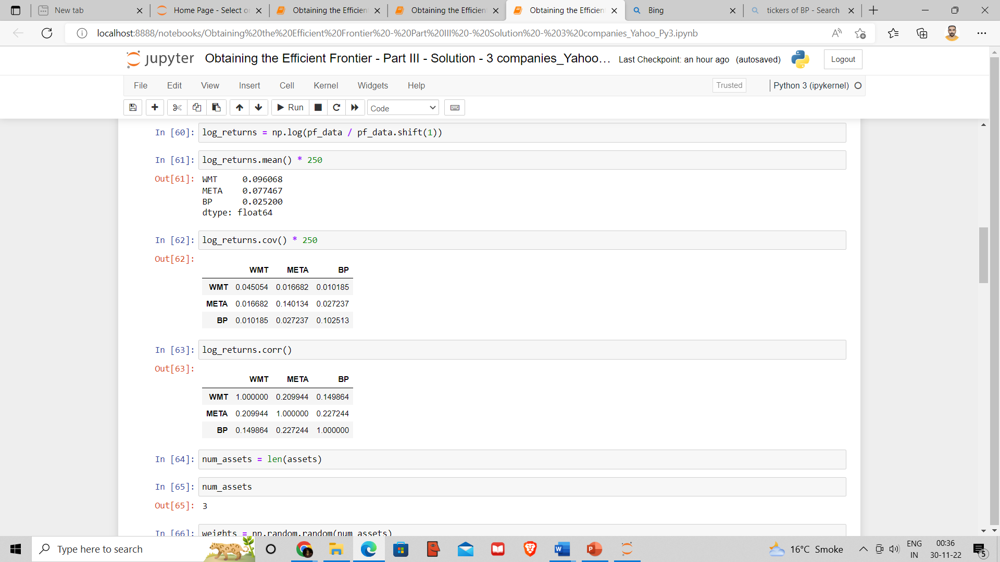 New tab
Home Page - Select o
Obtaining the Efficien
Obtaining the Efficien
Obtaining the Efficien
Bing
tickers of BP - Search
localhost:8888/notebooks/Obtaining%20the%20Efficient%20Frontier%20-%20Part%20III%20-%20Solution%20-%203%20companies_Yahoo_Py3.ipynb
jupyter Obtaining the Efficient Frontier - Part III - Solution - 3 companies_Yahoo... Last Checkpoint: an hour ago (autosaved) Logout
File Edit View Insert Cell Kernel Widgets Help Trusted Python 3 (ipykernel)
Run Code
In [60]: log_returns = np.log(pf_data / pf_data.shift(1))
In [61]: log_returns.mean() * 250
Out[61]: WMT 0.096068
META 0.077467
BP 0.025200
dtype: float64
In [62]: log_returns.cov() * 250
Out[62]:
WMT META BP
WMT 0.045054 0.016682 0.010185
META 0.016682 0.140134 0.027237
BP 0.010185 0.027237 0.102513
In [63]: log_returns.corr()
Out[63]:
WMT META BP
WMT 1.000000 0.209944 0.149864
META 0.209944 1.000000 0.227244
BP 0.149864 0.227244 1.000000
In [64]: num_assets = len(assets)
In [65]: num_assets
Out[65]: 3
In [66]: weights = np.random.random(num_assets)
Type here to search
16°C Smoke
ENG
IN
00:36
30-11-22
5